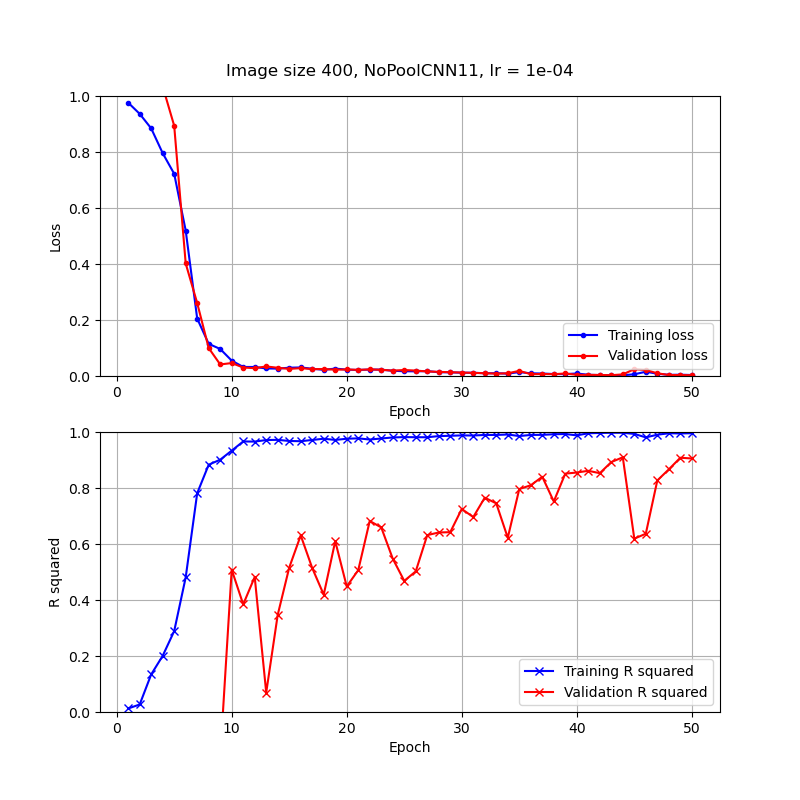 Image size 400, NoPoolCNN11, lr = 1e-04
1.0
0.8
0.6
0.4
0.2
0.0
Loss
Training loss
Validation loss
0 10 20 30 40 50
Epoch
1.0
0.8
0.6
0.4
0.2
0.0
R squared
Training R squared
Validation R squared
0 10 20 30 40 50
Epoch